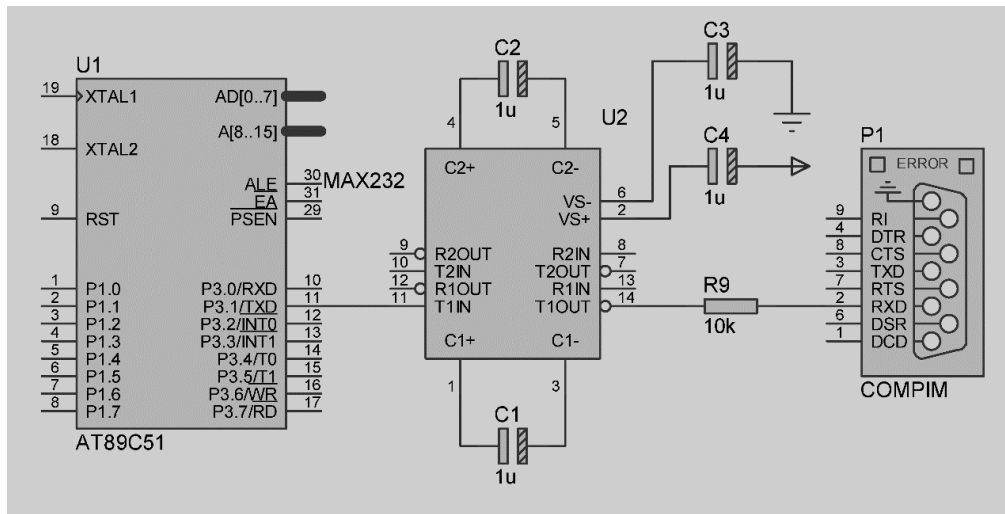 U1
19
XTAL1
18
XTAL2
9
RST
1
P1.0
2
P1.1
3
P1.2
4
P1.3
5
P1.4
6
P1.5
7
P1.6
8
P1.7
AD[0..7]
A[8..15]
ALE
30
EA
31
PSEN
29
P3.0/RXD
10
P3.1/TXD
11
P3.2/INT0
12
P3.3/INT1
13
P3.4/T0
14
P3.5/T1
15
P3.6/WR
16
P3.7/RD
17
AT89C51
MAX232
U2
C2
1u
4
5
C2+
C2-
VS-
6
VS+
2
9
R2OUT
10
T2IN
12
R1OUT
11
T1IN
R2IN
8
T2OUT
7
R1IN
13
T1OUT
14
C1+
C1-
1
3
C1
1u
C3
1u
C4
1u
R9
10k
P1
ERROR
9
RI
4
DTR
8
CTS
3
TXD
7
RTS
2
RXD
6
DSR
1
DCD
COMPIM